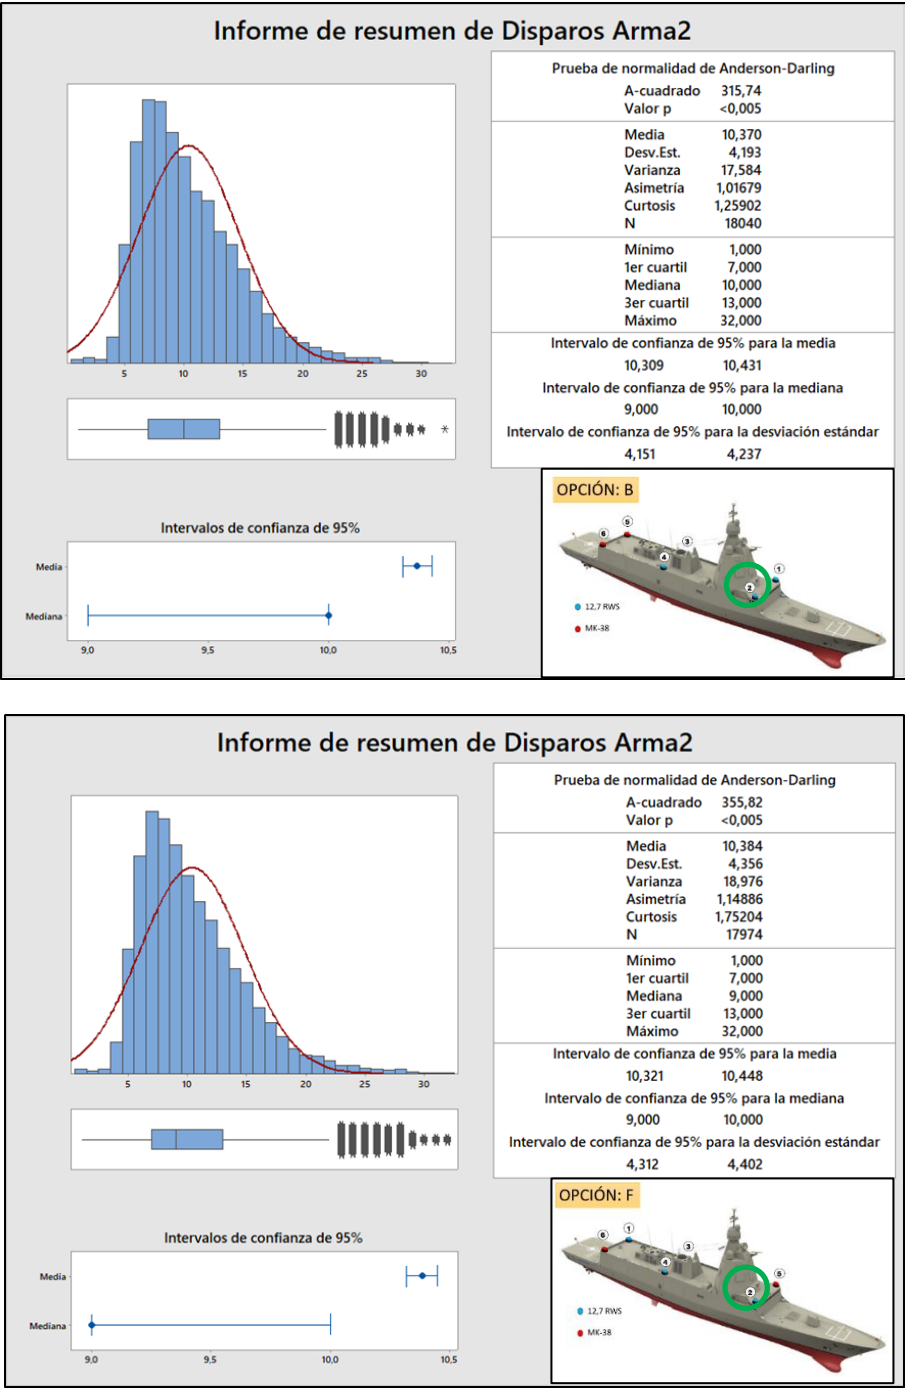 Informe de resumen de Disparos Arma2
Prueba de normalidad de Anderson-Darling
A-cuadrado 315,74
Valor p <0,005
Media 10,370
Desv.Est. 4,193
Varianza 17,584
Asimetría 1,01679
Curtosis 1,25902
N 18040
Mínimo 1,000
1er cuartil 7,000
Mediana 10,000
3er cuartil 13,000
Máximo 32,000
Intervalo de confianza de 95% para la media
10,309 10,431
Intervalo de confianza de 95% para la mediana
9,000 10,000
Intervalo de confianza de 95% para la desviación estándar
4,151 4,237
5 10 15 20 25 30
Intervalos de confianza de 95%
Media
Mediana
9,0 9,5 10,0 10,5
OPCIÓN: B
6 5 3 4 1 2
12,7 RWS
MK-38
Informe de resumen de Disparos Arma2
Prueba de normalidad de Anderson-Darling
A-cuadrado 355,82
Valor p <0,005
Media 10,384
Desv.Est. 4,356
Varianza 18,976
Asimetría 1,14886
Curtosis 1,75204
N 17974
Mínimo 1,000
1er cuartil 7,000
Mediana 9,000
3er cuartil 13,000
Máximo 32,000
Intervalo de confianza de 95% para la media
10,321 10,448
Intervalo de confianza de 95% para la mediana
9,000 10,000
Intervalo de confianza de 95% para la desviación estándar
4,312 4,402
5 10 15 20 25 30
Intervalos de confianza de 95%
Media
Mediana
9,0 9,5 10,0 10,5
OPCIÓN: F
6 1 3 4 5 2
12,7 RWS
MK-38